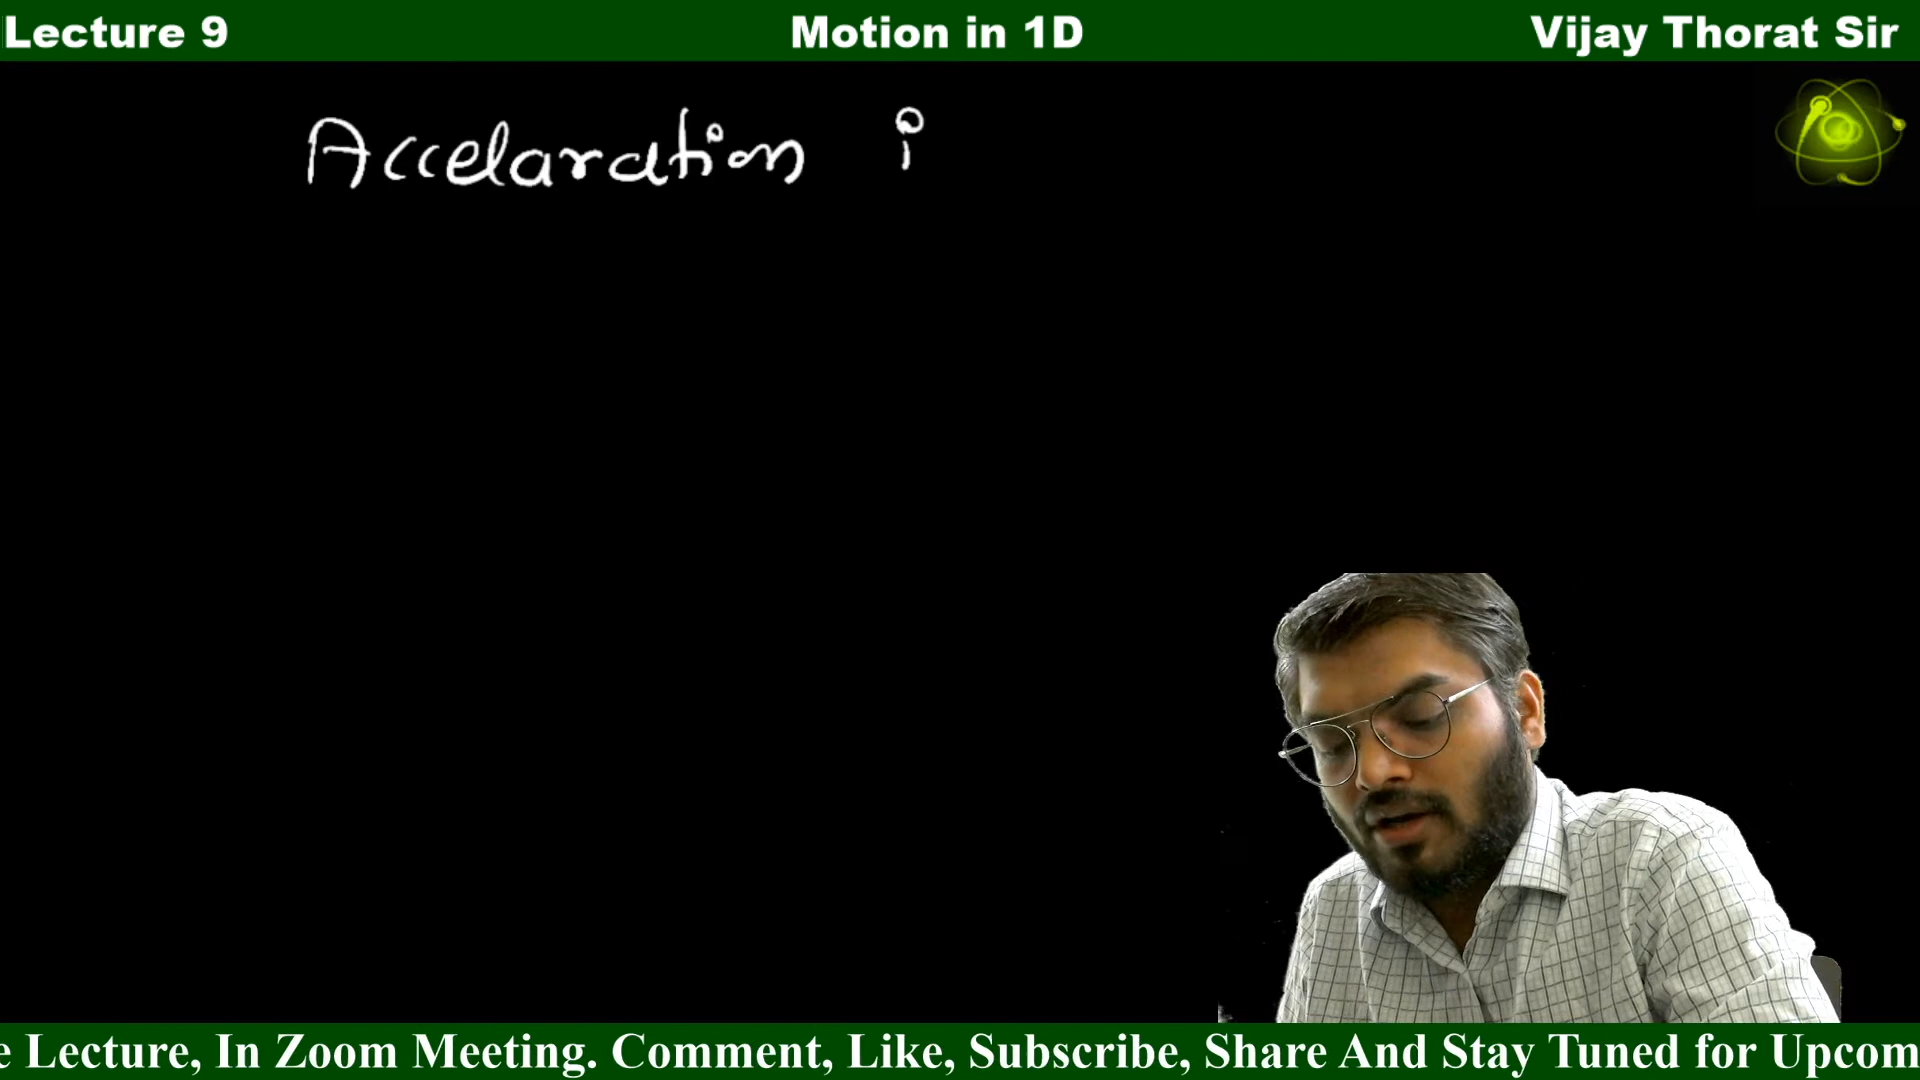 Lecture 9 Motion in 1D Vijay Thorat Sir
Accelaration i
e Lecture, In Zoom Meeting. Comment, Like, Subscribe, Share And Stay Tuned for Upcom